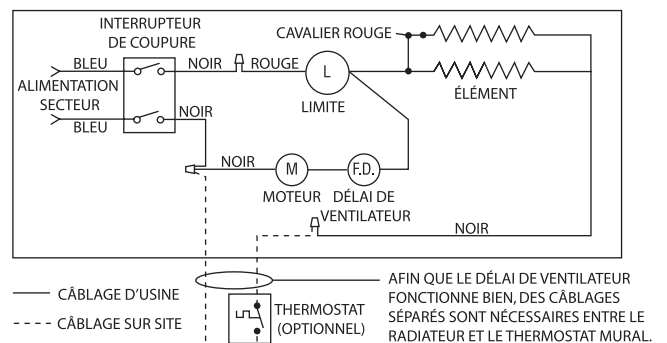 INTERRUPTEUR
DE COUPURE
CAVALIER ROUGE
BLEU
NOIR
ROUGE
L
ALIMENTATION
SECTEUR
LIMITE
ÉLÉMENT
NOIR
BLEU
NOIR
M
F.D.
MOTEUR
DÉLAI DE
VENTILATEUR
NOIR
CÂBLAGE D'USINE
CÂBLAGE SUR SITE
THERMOSTAT
(OPTIONNEL)
AFIN QUE LE DÉLAI DE VENTILATEUR
FONCTIONNE BIEN, DES CÂBLAGES
SÉPARÉS SONT NÉCESSAIRES ENTRE LE
RADIATEUR ET LE THERMOSTAT MURAL.